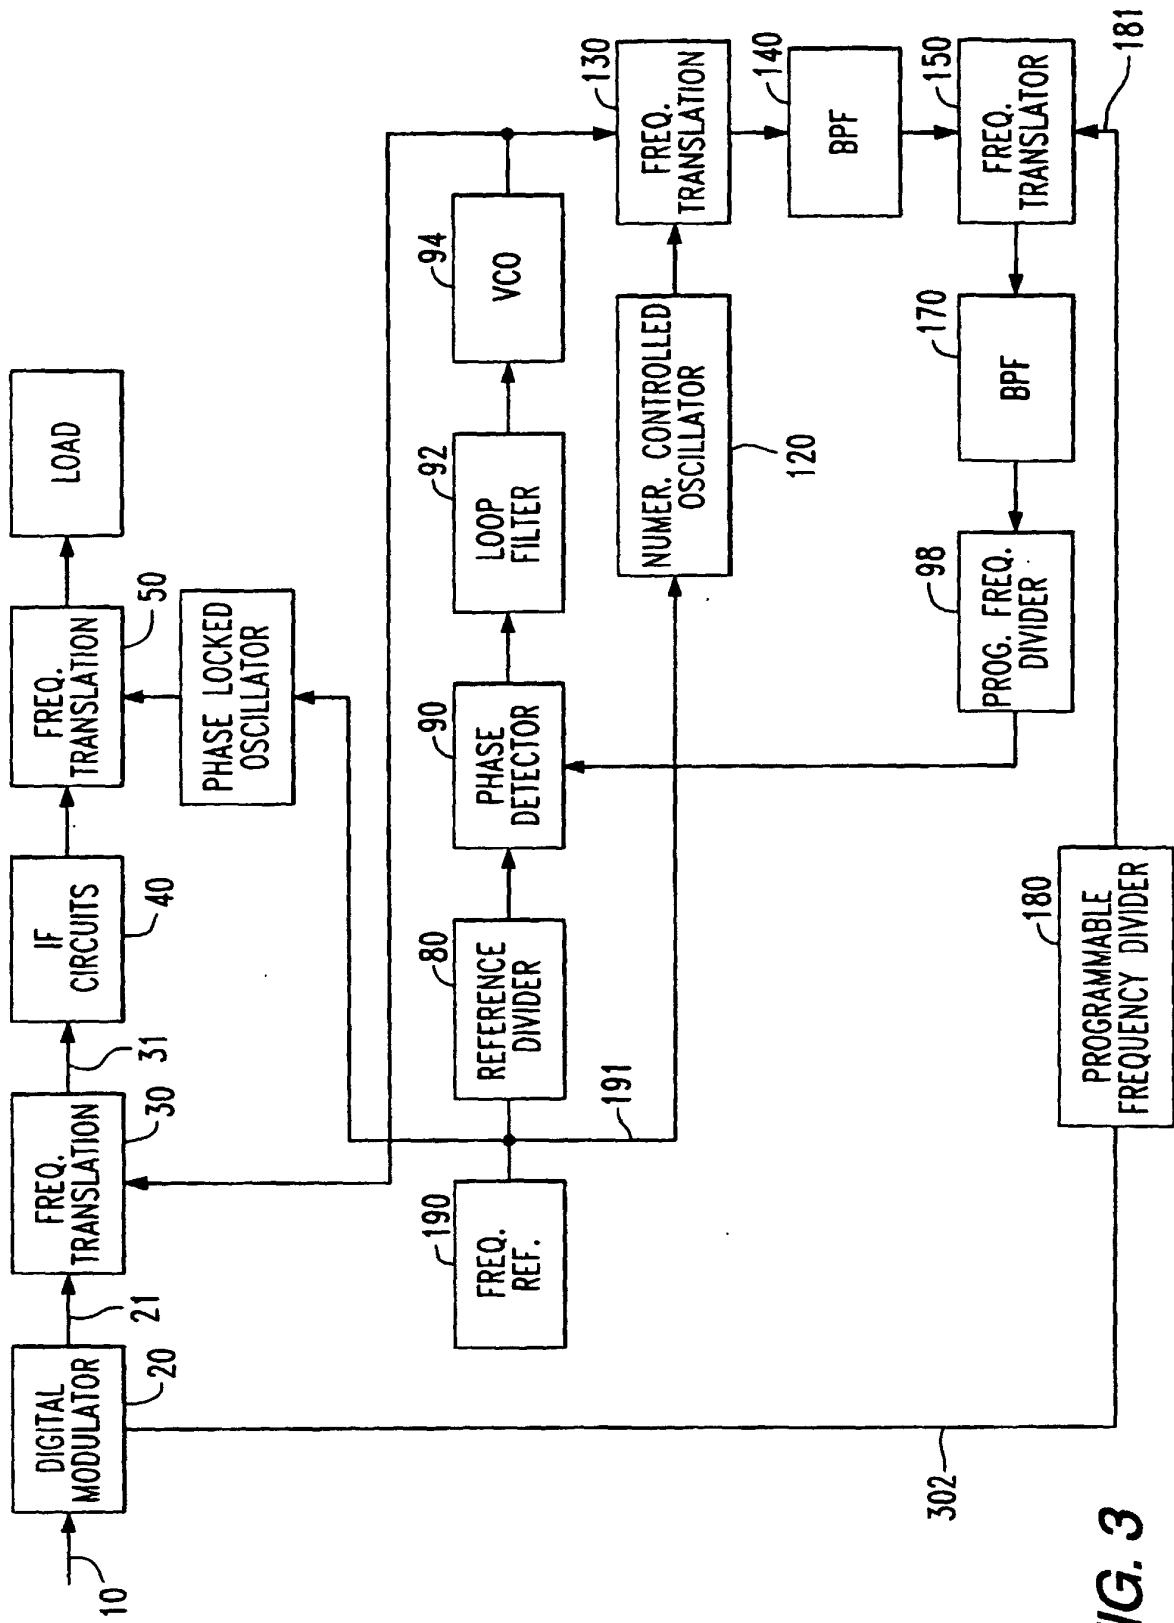 10
DIGITAL
MODULATOR
20
21
FREQ.
TRANSLATION
30
31
IF
CIRCUITS
40
FREQ.
TRANSLATION
50
LOAD
PHASE LOCKED
OSCILLATOR
190
FREQ.
REF.
191
80
REFERENCE
DIVIDER
90
PHASE
DETECTOR
92
LOOP
FILTER
94
VCO
NUMER. CONTROLLED
OSCILLATOR
120
130
FREQ.
TRANSLATION
140
BPF
150
FREQ.
TRANSLATOR
170
BPF
98
PROG. FREQ.
DIVIDER
180
PROGRAMMABLE
FREQUENCY DIVIDER
181
302
FIG. 3